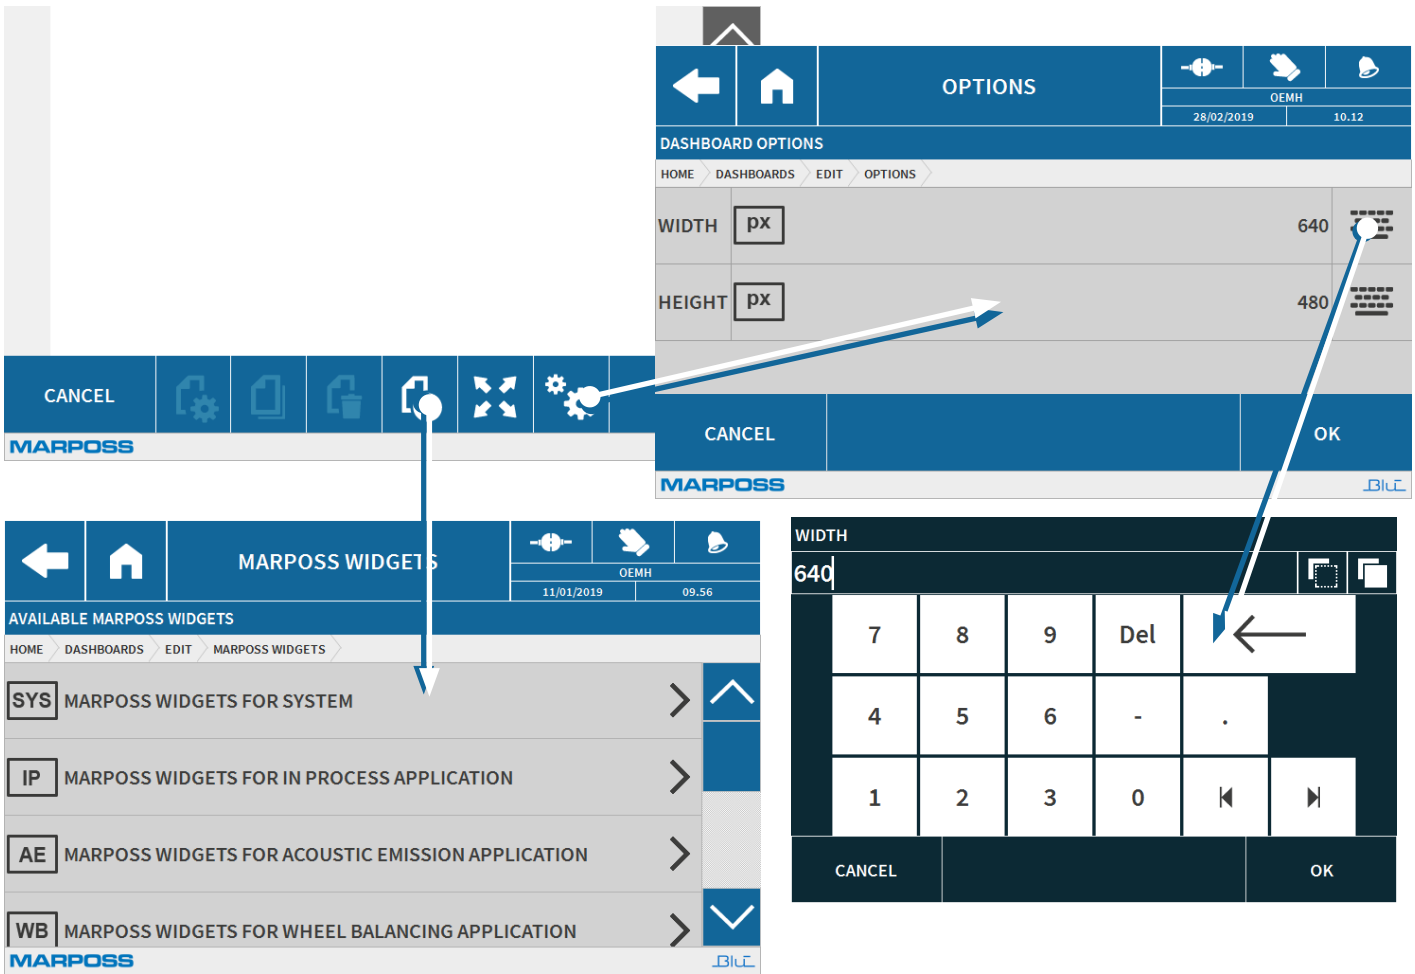 OPTIONS
OEMH
28/02/2019 10.12
DASHBOARD OPTIONS
HOME DASHBOARDS EDIT OPTIONS
WIDTH px 640
HEIGHT px 480
CANCEL OK
MARPOSS Blú
CANCEL
MARPOSS
MARPOSS WIDGETS
OEMH
11/01/2019 09.56
AVAILABLE MARPOSS WIDGETS
HOME DASHBOARDS EDIT MARPOSS WIDGETS
SYS MARPOSS WIDGETS FOR SYSTEM
IP MARPOSS WIDGETS FOR IN PROCESS APPLICATION
AE MARPOSS WIDGETS FOR ACOUSTIC EMISSION APPLICATION
WB MARPOSS WIDGETS FOR WHEEL BALANCING APPLICATION
MARPOSS Blú
WIDTH
640
7 8 9 Del
4 5 6 - .
1 2 3 0
CANCEL OK